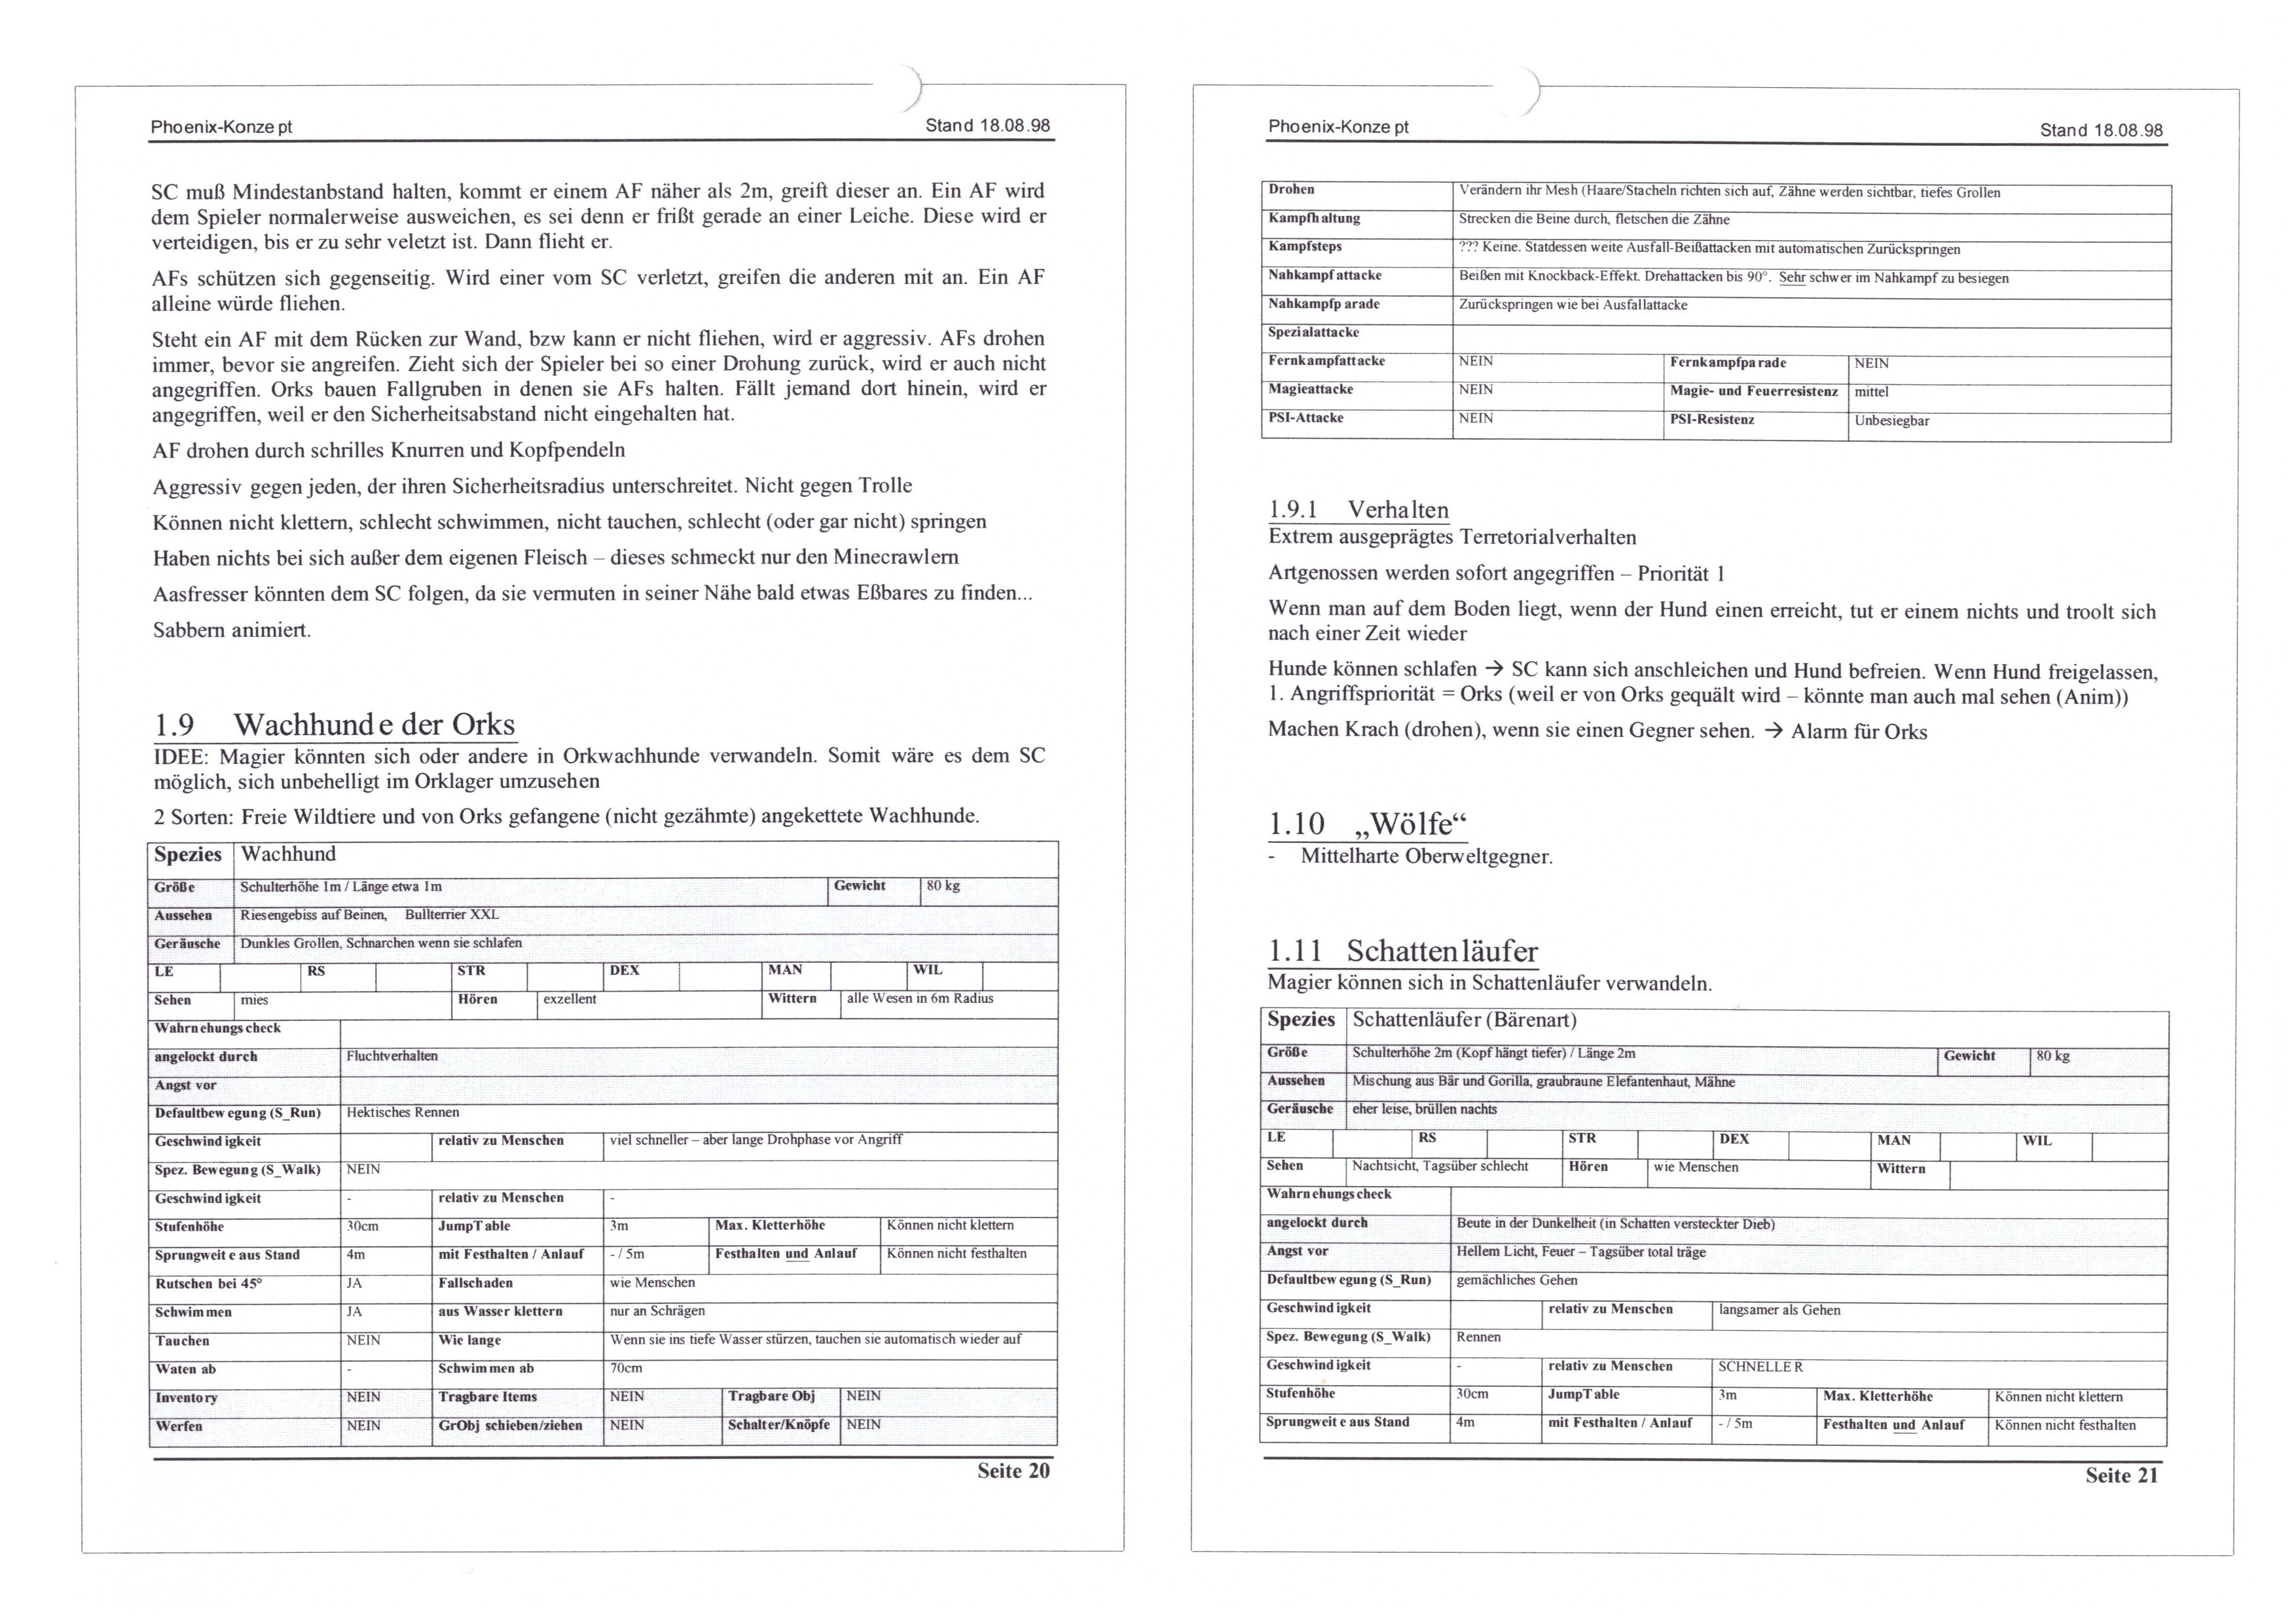 Phoenix-Konzept Stand 18.08.98
SC muß Mindestanbstand halten, kommt er einem AF näher als 2m, greift dieser an. Ein AF wird
dem Spieler normalerweise ausweichen, es sei denn er frißt gerade an einer Leiche. Diese wird er
verteidigen, bis er zu sehr veletzt ist. Dann flieht er.
AFs schützen sich gegenseitig. Wird einer vom SC verletzt, greifen die anderen mit an. Ein AF
alleine würde fliehen.
Steht ein AF mit dem Rücken zur Wand, bzw kann er nicht fliehen, wird er aggressiv. AFs drohen
immer, bevor sie angreifen. Zieht sich der Spieler bei so einer Drohung zurück, wird er auch nicht
angegriffen. Orks bauen Fallgruben in denen sie AFs halten. Fällt jemand dort hinein, wird er
angegriffen, weil er den Sicherheitsabstand nicht eingehalten hat.
AF drohen durch schrilles Knurren und Kopfpendeln
Aggressiv gegen jeden, der ihren Sicherheitsradius unterschreitet. Nicht gegen Trolle
Können nicht klettern, schlecht schwimmen, nicht tauchen, schlecht (oder gar nicht) springen
Haben nichts bei sich außer dem eigenen Fleisch – dieses schmeckt nur den Minecrawlern
Aasfresser könnten dem SC folgen, da sie vermuten in seiner Nähe bald etwas Eßbares zu finden...
Sabbern animiert.
1.9 Wachhunde der Orks
IDEE: Magier könnten sich oder andere in Orkwachhunde verwandeln. Somit wäre es dem SC
möglich, sich unbehelligt im Orklager umzusehen
2 Sorten: Freie Wildtiere und von Orks gefangene (nicht gezähmte) angekettete Wachhunde.
Spezies Wachhund
Größe Schulterhöhe 1m / Länge etwa 1m Gewicht 80 kg
Aussehen Riesengebiss auf Beinen, Bullterrier XXL
Geräusche Dunkles Grollen, Schnarchen wenn sie schlafen
LE RS STR DEX MAN WIL
Sehen mies Hören exzellent Wittern alle Wesen in 6m Radius
Wahrnehungscheck
angelockt durch Fluchtverhalten
Angst vor
Defaultbewegung (S_Run) Hektisches Rennen
Geschwindigkeit relativ zu Menschen viel schneller – aber lange Drohphase vor Angriff
Spez. Bewegung (S_Walk) NEIN
Geschwindigkeit - relativ zu Menschen -
Stufenhöhe 30cm JumpTable 3m Max. Kletterhöhe Können nicht klettern
Sprungweite aus Stand 4m mit Festhalten / Anlauf - / 5m Festhalten und Anlauf Können nicht festhalten
Rutschen bei 45° JA Fallschaden wie Menschen
Schwimmen JA aus Wasser klettern nur an Schrägen
Tauchen NEIN Wie lange Wenn sie ins tiefe Wasser stürzen, tauchen sie automatisch wieder auf
Waten ab - Schwimmen ab 70cm
Inventory NEIN Tragbare Items NEIN Tragbare Obj NEIN
Werfen NEIN GrObj schieben/ziehen NEIN Schalter/Knöpfe NEIN
Seite 20
Phoenix-Konzept Stand 18.08.98
Drohen Verändern ihr Mesh (Haare/Stacheln richten sich auf, Zähne werden sichtbar, tiefes Grollen
Kampfhaltung Strecken die Beine durch, fletschen die Zähne
Kampfsteps ??? Keine. Statdessen weite Ausfall-Beißattacken mit automatischen Zurückspringen
Nahkampfattacke Beißen mit Knockback-Effekt. Drehattacken bis 90°. Sehr schwer im Nahkampf zu besiegen
Nahkampfparade Zurückspringen wie bei Ausfallattacke
Spezialattacke
Fernkampfattacke NEIN Fernkampfparade NEIN
Magieattacke NEIN Magie- und Feuerresistenz mittel
PSI-Attacke NEIN PSI-Resistenz Unbesiegbar
1.9.1 Verhalten
Extrem ausgeprägtes Terretorialverhalten
Artgenossen werden sofort angegriffen – Priorität 1
Wenn man auf dem Boden liegt, wenn der Hund einen erreicht, tut er einem nichts und troolt sich
nach einer Zeit wieder
Hunde können schlafen → SC kann sich anschleichen und Hund befreien. Wenn Hund freigelassen,
1. Angriffspriorität = Orks (weil er von Orks gequält wird – könnte man auch mal sehen (Anim))
Machen Krach (drohen), wenn sie einen Gegner sehen. → Alarm für Orks
1.10 „Wölfe“
- Mittelharte Oberweltgegner.
1.11 Schattenläufer
Magier können sich in Schattenläufer verwandeln.
Spezies Schattenläufer (Bärenart)
Größe Schulterhöhe 2m (Kopf hängt tiefer) / Länge 2m Gewicht 80 kg
Aussehen Mischung aus Bär und Gorilla, graubraune Elefantenhaut, Mähne
Geräusche eher leise, brüllen nachts
LE RS STR DEX MAN WIL
Sehen Nachtsicht, Tagsüber schlecht Hören wie Menschen Wittern
Wahrnehungscheck
angelockt durch Beute in der Dunkelheit (in Schatten versteckter Dieb)
Angst vor Hellem Licht, Feuer – Tagsüber total träge
Defaultbewegung (S_Run) gemächliches Gehen
Geschwindigkeit relativ zu Menschen langsamer als Gehen
Spez. Bewegung (S_Walk) Rennen
Geschwindigkeit - relativ zu Menschen SCHNELLER
Stufenhöhe 30cm JumpTable 3m Max. Kletterhöhe Können nicht klettern
Sprungweite aus Stand 4m mit Festhalten / Anlauf - / 5m Festhalten und Anlauf Können nicht festhalten
Seite 21